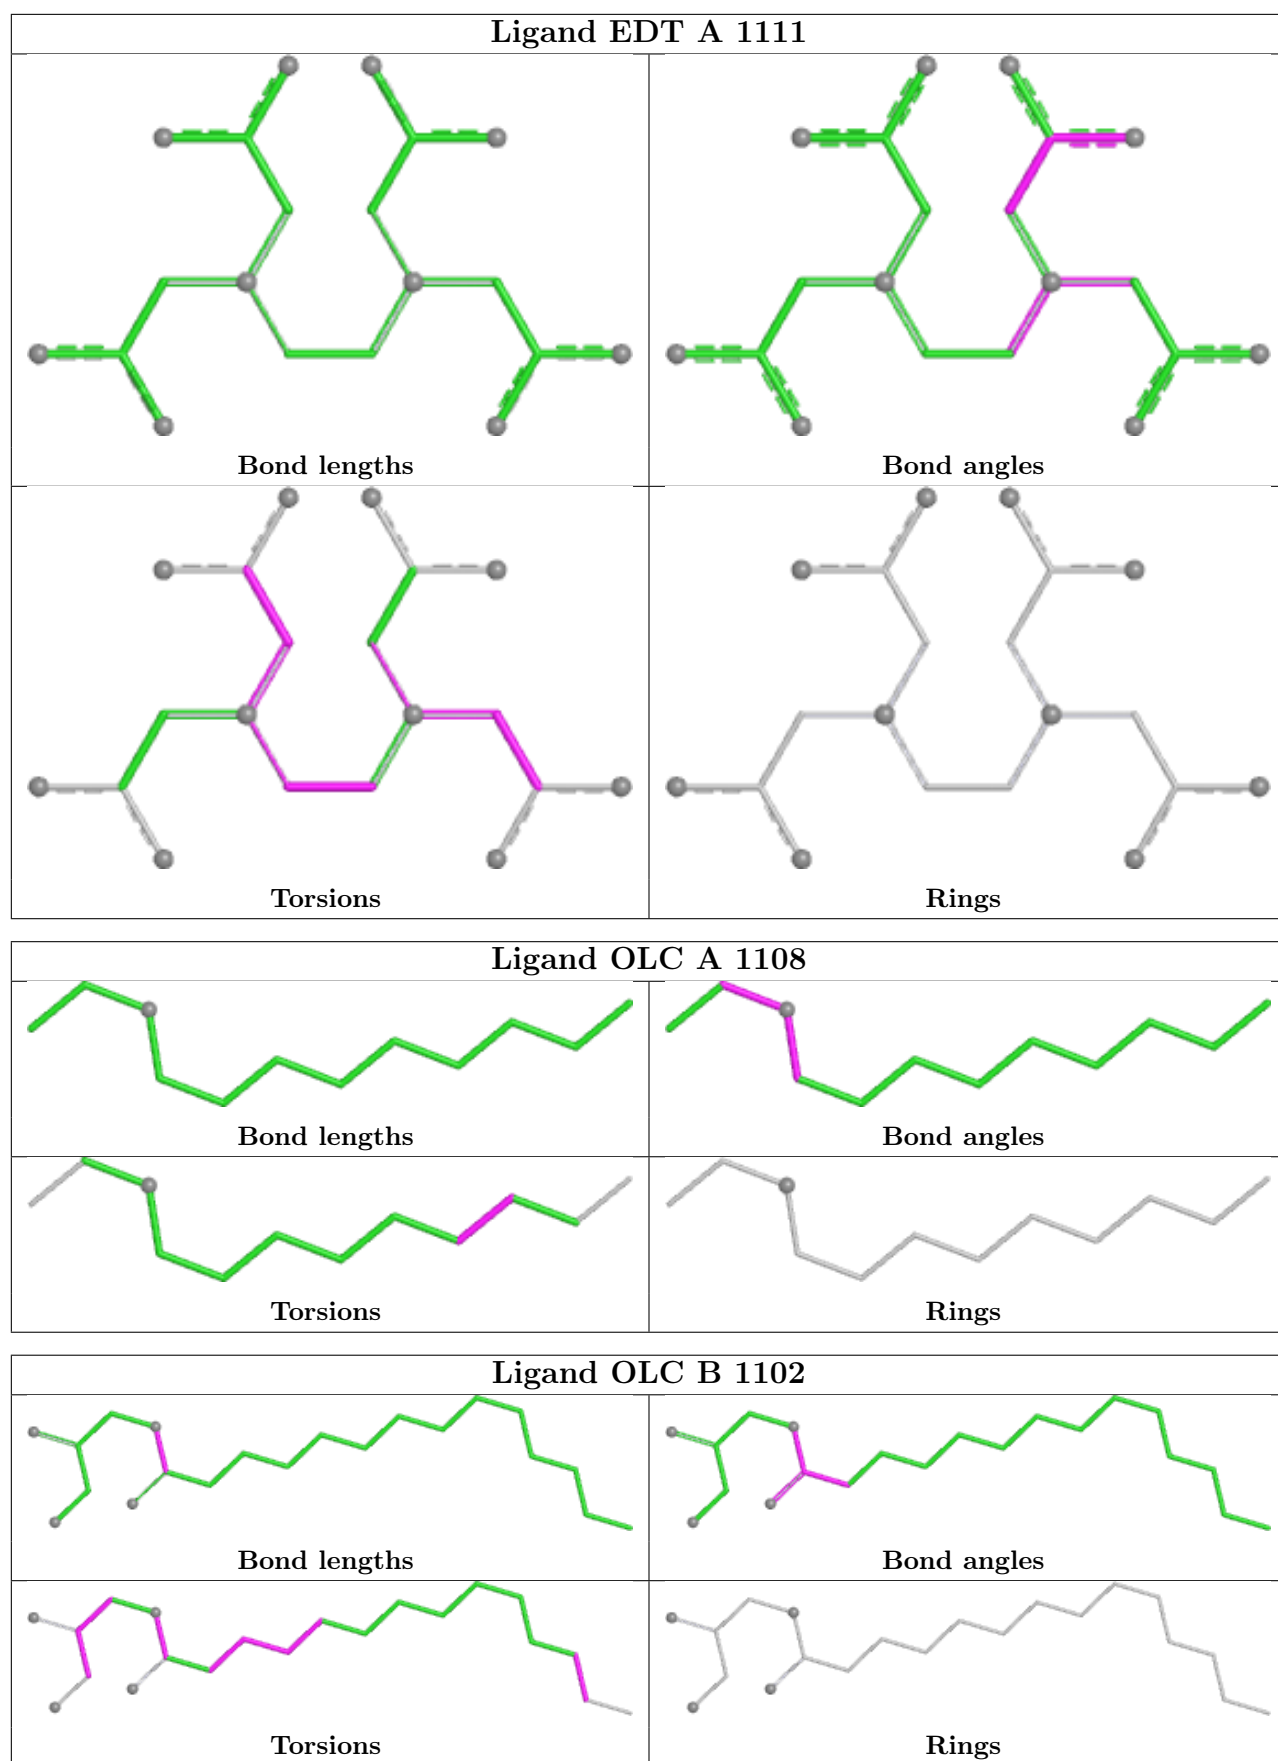 Ligand EDT A 1111
Bond lengths
Bond angles
Torsions
Rings
Ligand OLC A 1108
Bond lengths
Bond angles
Torsions
Rings
Ligand OLC B 1102
Bond lengths
Bond angles
Torsions
Rings